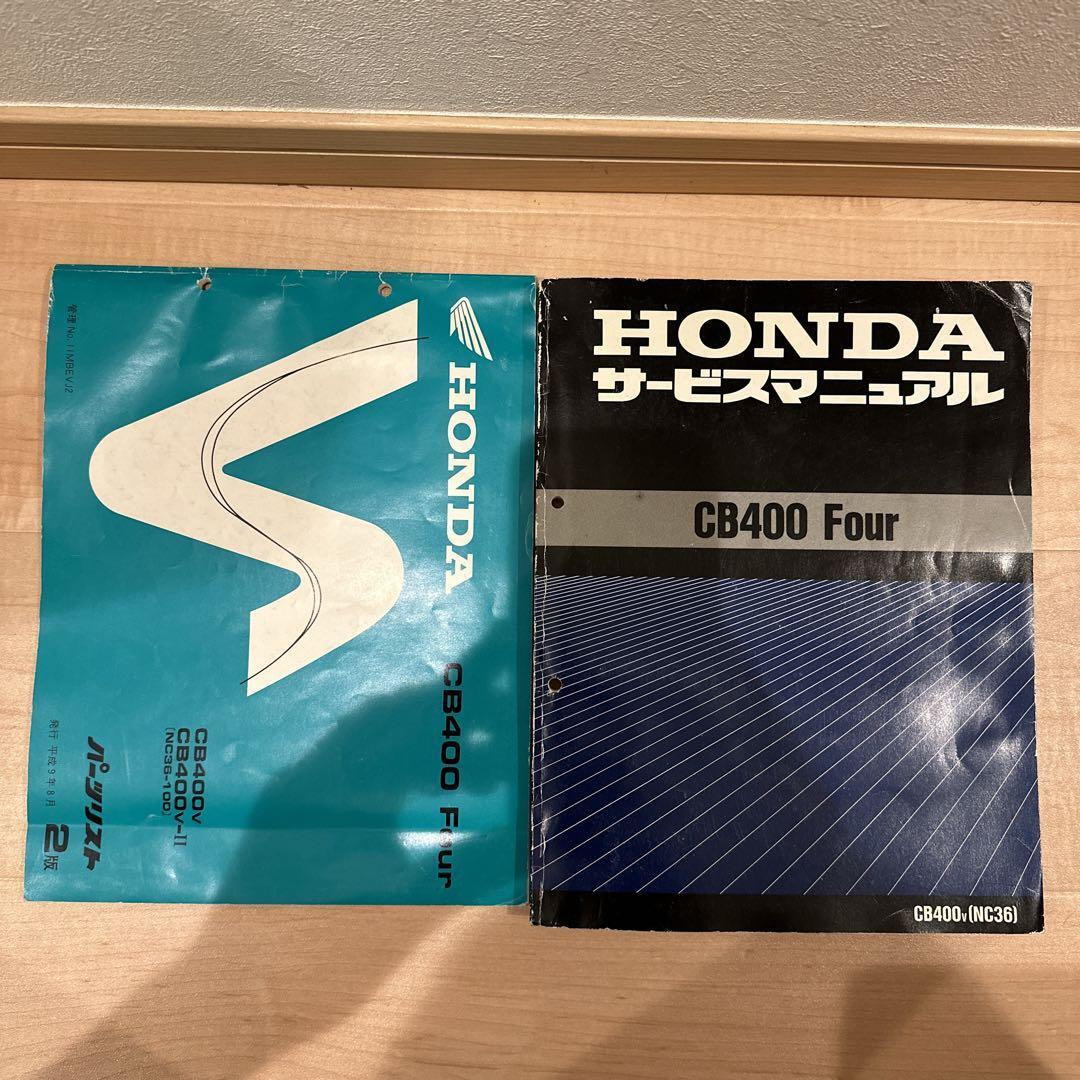 HONDA
CB400 Four
CB400V
CB400V-II
(NC36-100)
パーツリスト
発行 平成9年8月
2版
管理 No. 11MBEVJ2
HONDA
サービスマニュアル
CB400 Four
CB400V(NC36)